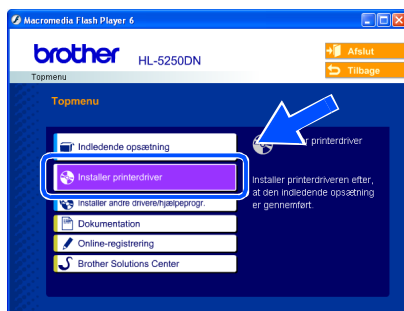 Macromedia Flash Player 6
brother
HL-5250DN
Afslut
Tilbage
Topmenu
Topmenu
Indledende opsætning
Installer printerdriver
Installer andre drivere/hjælpeprogr.
Dokumentation
Online-registrering
Brother Solutions Center
printerdriver
Installer printerdriveren efter,
at den indledende opsætning
er gennemført.